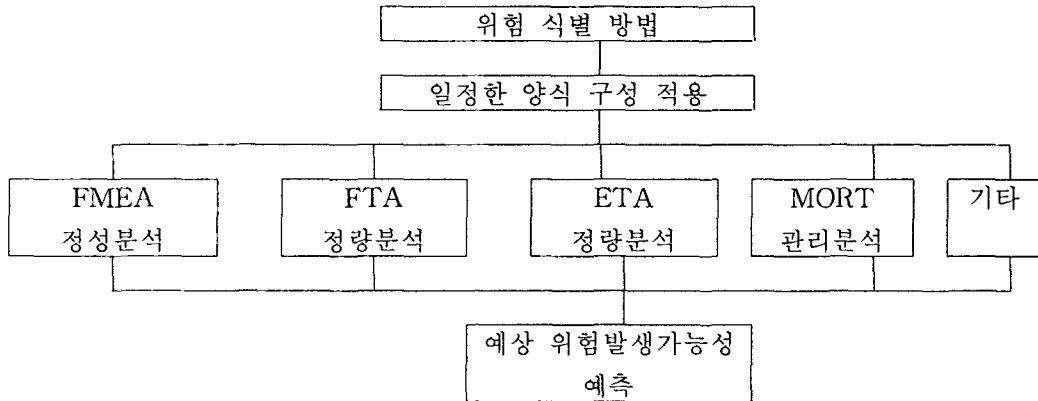 위험 식별 방법
일정한 양식 구성 적용
FMEA
정성분석
FTA
정량분석
ETA
정량분석
MORT
관리분석
기타
예상 위험발생가능성
예측